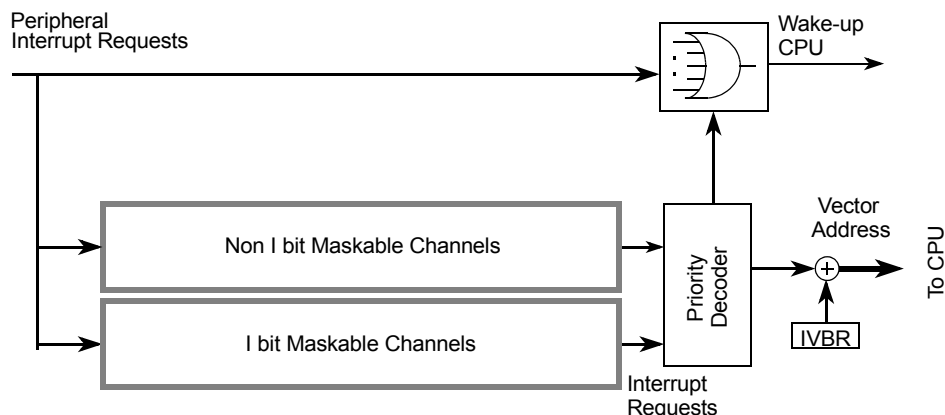 Peripheral
Interrupt Requests
Wake-up
CPU
Non I bit Maskable Channels
I bit Maskable Channels
Priority
Decoder
Interrupt
Requests
Vector
Address
IVBR
To CPU